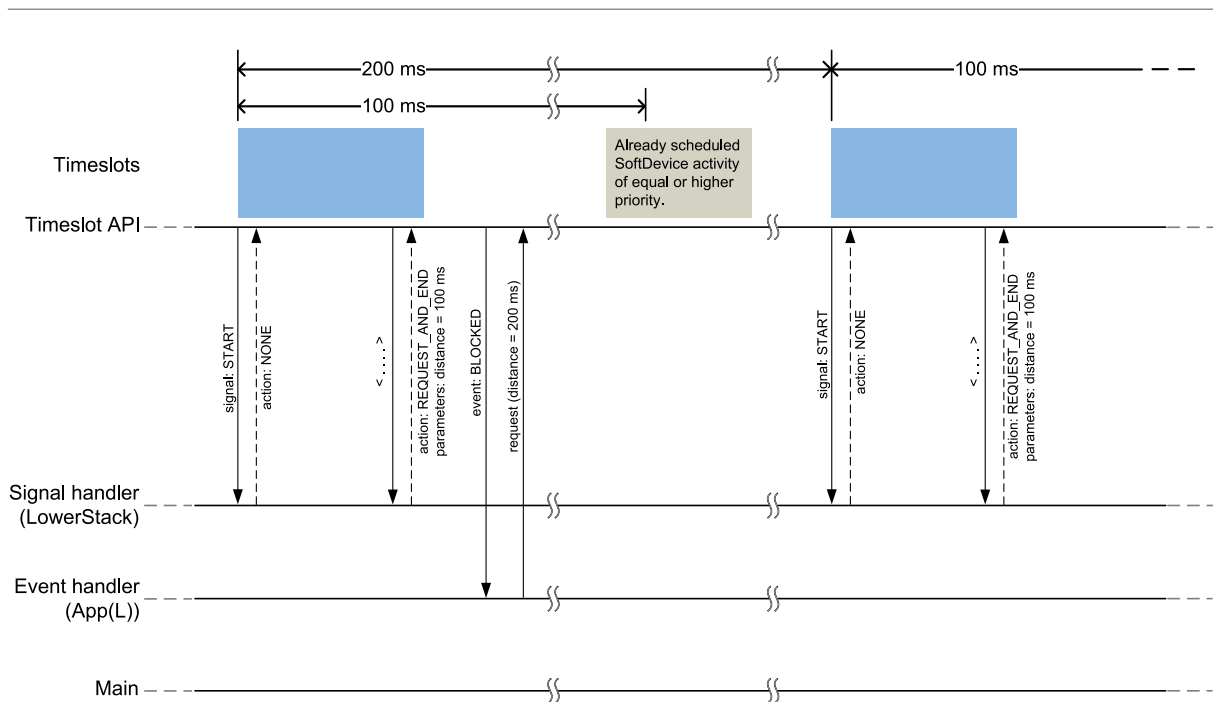 200 ms
100 ms
100 ms
Timeslots
Already scheduled
SoftDevice activity
of equal or higher
priority.
Timeslot API
signal: START
action: NONE
< . . . . >
action: REQUEST_AND_END
parameters: distance = 100 ms
event: BLOCKED
request (distance = 200 ms)
signal: START
action: NONE
< . . . . >
action: REQUEST_AND_END
parameters: distance = 100 ms
Signal handler
(LowerStack)
Event handler
(App(L))
Main